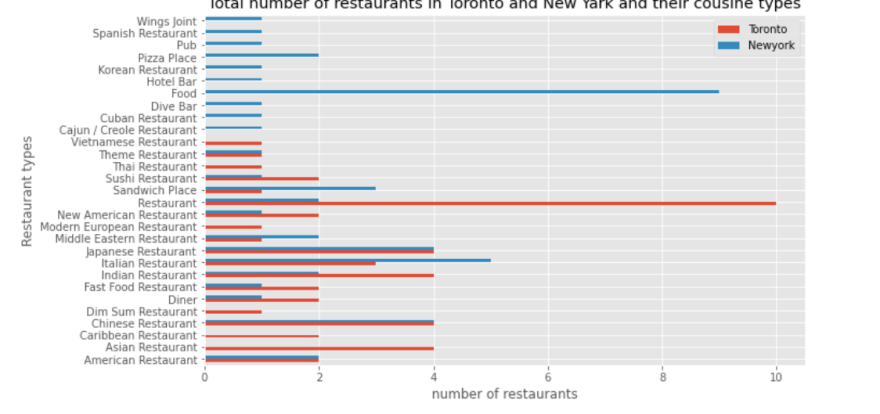 Total number of restaurants in Toronto and New Yark and their cousine types
Toronto
Newyork
Restaurant types
Wings Joint
Spanish Restaurant
Pub
Pizza Place
Korean Restaurant
Hotel Bar
Food
Dive Bar
Cuban Restaurant
Cajun / Creole Restaurant
Vietnamese Restaurant
Theme Restaurant
Thai Restaurant
Sushi Restaurant
Sandwich Place
Restaurant
New American Restaurant
Modern European Restaurant
Middle Eastern Restaurant
Japanese Restaurant
Italian Restaurant
Indian Restaurant
Fast Food Restaurant
Diner
Dim Sum Restaurant
Chinese Restaurant
Caribbean Restaurant
Asian Restaurant
American Restaurant
0 2 4 6 8 10
number of restaurants